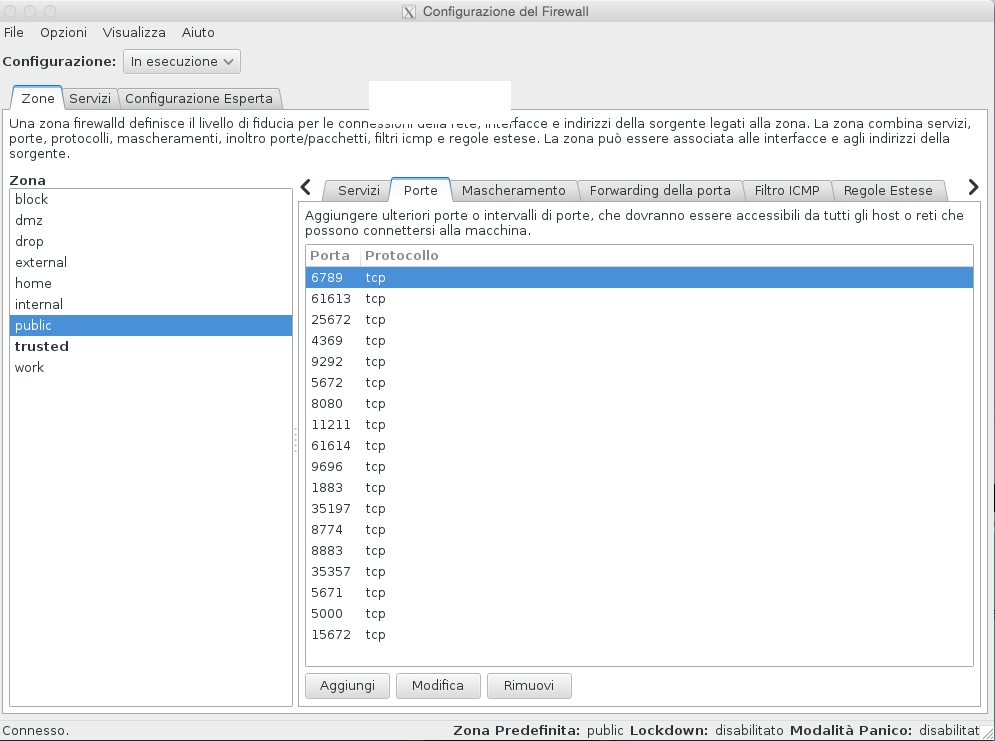 Configurazione del Firewall
File Opzioni Visualizza Aiuto
Configurazione: In esecuzione
Zone Servizi Configurazione Esperta
Una zona firewalld definisce il livello di fiducia per le connessioni della rete, interfacce e indirizzi della sorgente legati alla zona. La zona combina servizi,
porte, protocolli, mascheramenti, inoltro porte/pacchetti, filtri icmp e regole estese. La zona può essere associata alle interfacce e agli indirizzi della
sorgente.
Zona
block
dmz
drop
external
home
internal
public
trusted
work
Servizi Porte Mascheramento Forwarding della porta Filtro ICMP Regole Estese
Aggiungere ulteriori porte o intervalli di porte, che dovranno essere accessibili da tutti gli host o reti che
possono connettersi alla macchina.
Porta Protocollo
6789 tcp
61613 tcp
25672 tcp
4369 tcp
9292 tcp
5672 tcp
8080 tcp
11211 tcp
61614 tcp
9696 tcp
1883 tcp
35197 tcp
8774 tcp
8883 tcp
35357 tcp
5671 tcp
5000 tcp
15672 tcp
Aggiungi Modifica Rimuovi
Connesso. Zona Predefinita: public Lockdown: disabilitato Modalità Panico: disabilitat